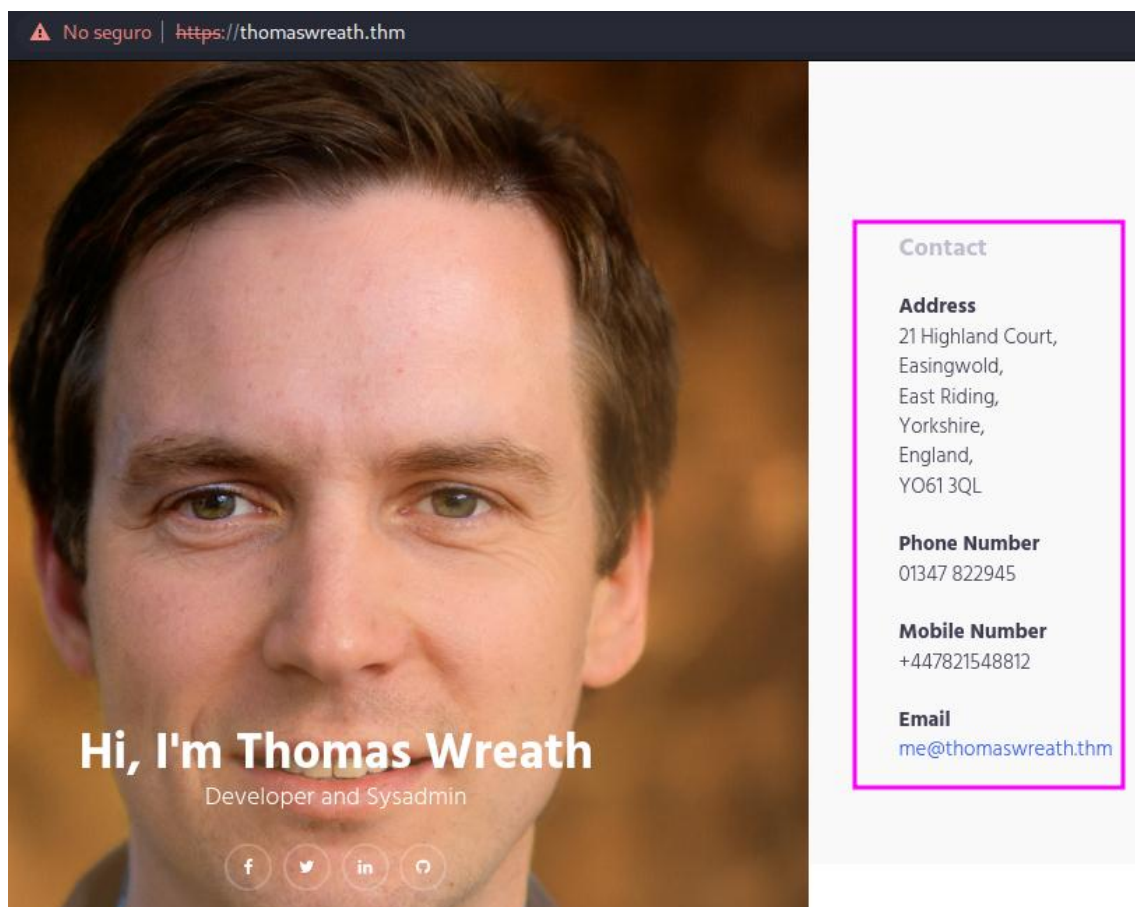 No seguro
https://thomaswreath.thm
Hi, I'm Thomas Wreath
Developer and Sysadmin
Contact
Address
21 Highland Court,
Easingwold,
East Riding,
Yorkshire,
England,
YO61 3QL
Phone Number
01347 822945
Mobile Number
+447821548812
Email
me@thomaswreath.thm